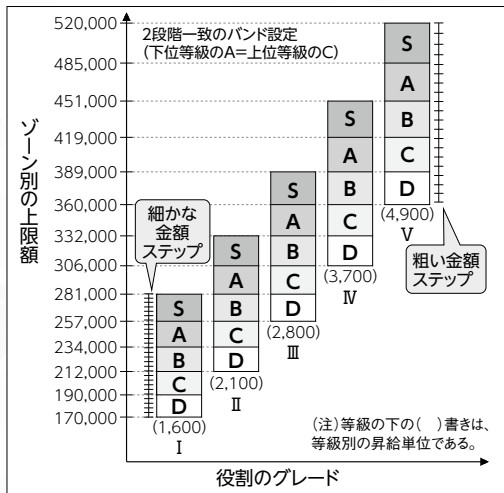 2段階一致のバンド設定
(下位等級のA=上位等級のC)
ゾーン別の上限額
520,000
485,000
451,000
419,000
389,000
360,000
332,000
306,000
281,000
257,000
234,000
212,000
190,000
170,000
細かな
金額
ステップ
S
A
B
C
D
(1,600)
I
S
A
B
C
D
(2,100)
II
S
A
B
C
D
(2,800)
III
S
A
B
C
D
(3,700)
IV
S
A
B
C
D
(4,900)
V
粗い金額
ステップ
(注)等級の下の( )書きは、
等級別の昇給単位である。
役割のグレード